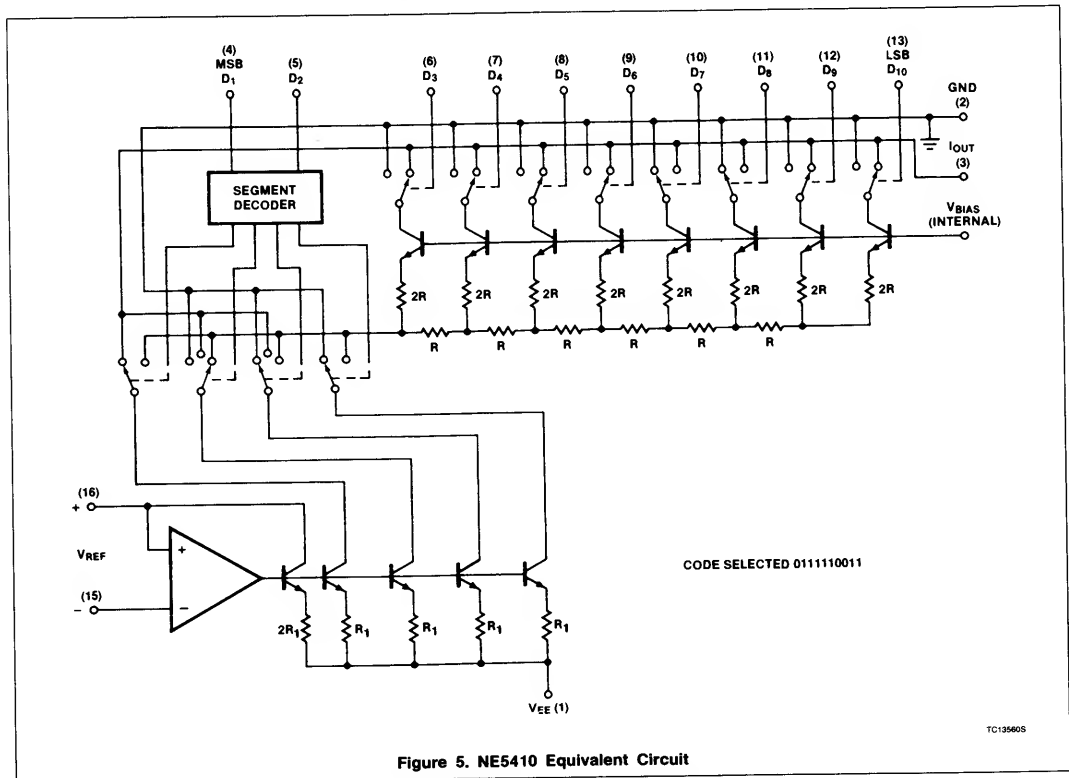 (4) MSB D1
(5) D2
(6) D3
(7) D4
(8) D5
(9) D6
(10) D7
(11) D8
(12) D9
(13) LSB D10
GND (2)
IOUT (3)
VBIAS (INTERNAL)
SEGMENT DECODER
2R 2R 2R 2R 2R 2R 2R 2R
R R R R R R
+ (16)
VREF
(15) −
+
−
2R1 R1 R1 R1 R1
VEE (1)
CODE SELECTED 0111110011
TC13560S
Figure 5. NE5410 Equivalent Circuit